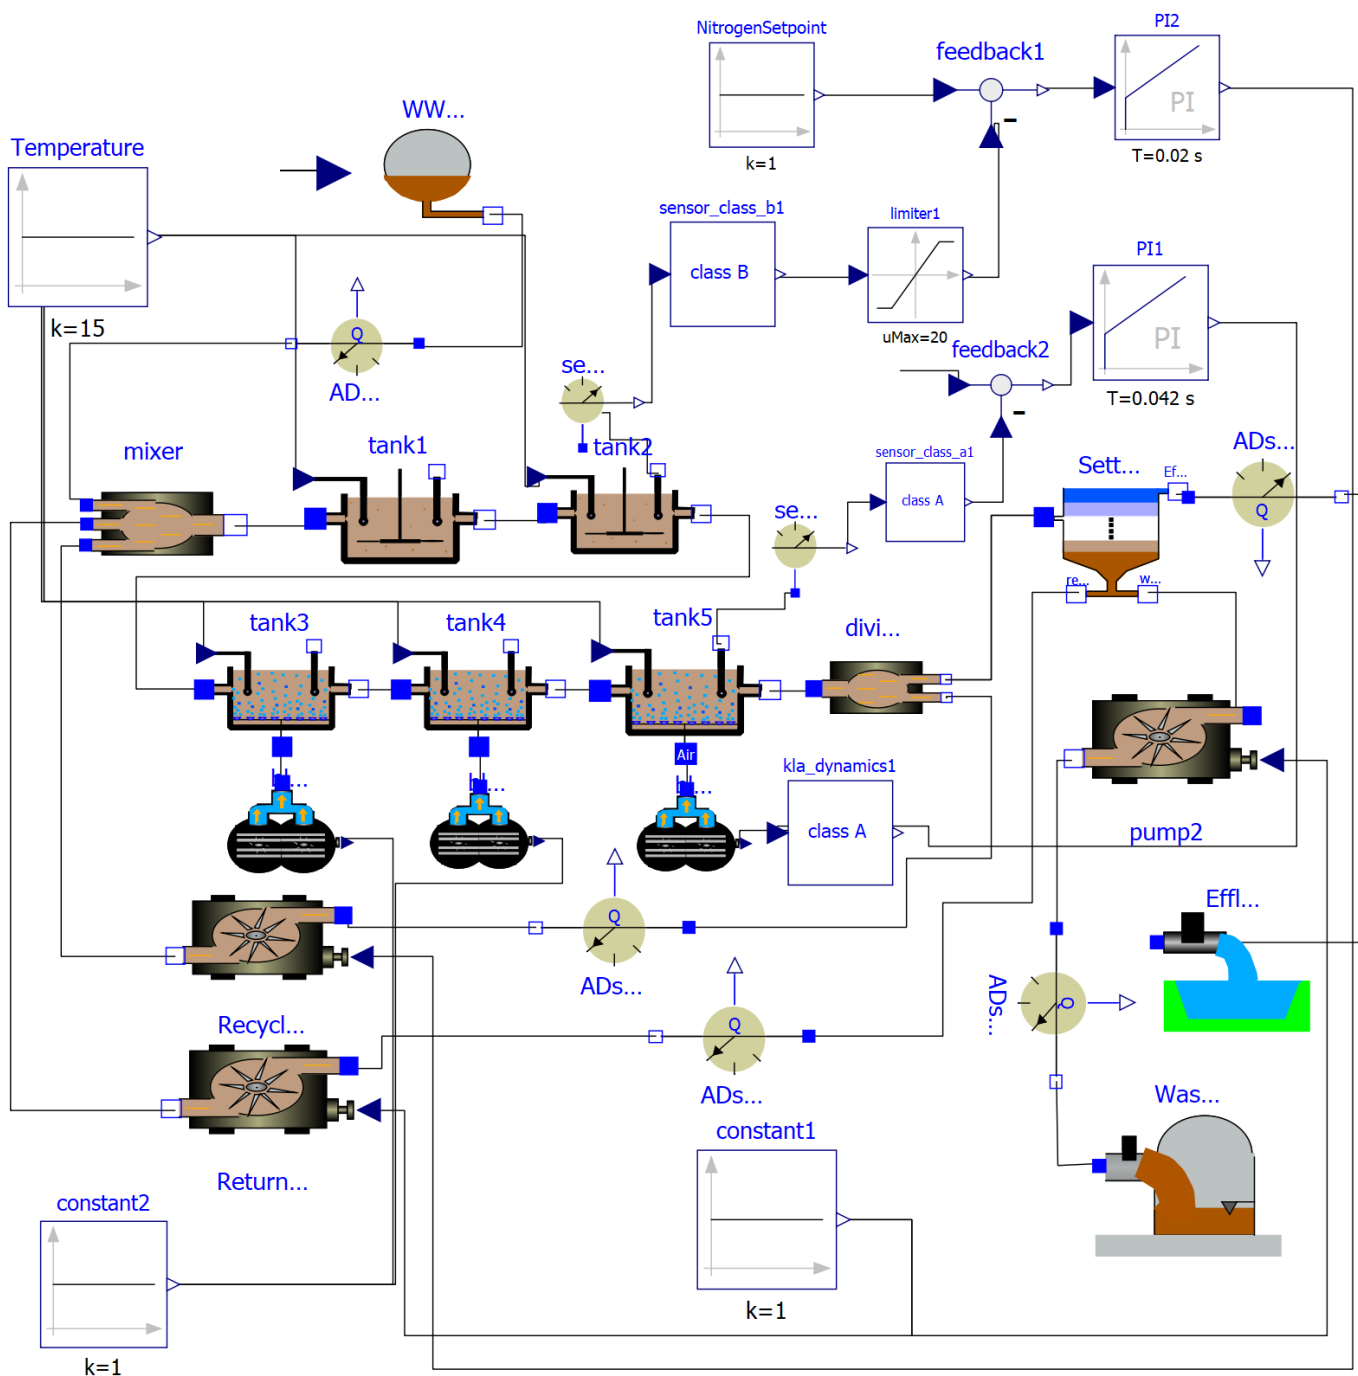 NitrogenSetpoint
k=1
feedback1
PI2
PI
T=0.02 s
WW...
Temperature
k=15
sensor_class_b1
class B
limiter1
uMax=20
PI1
PI
T=0.042 s
feedback2
Q
AD...
se...
tank2
tank1
mixer
sensor_class_a1
class A
se...
Sett...
Ef...
re...
w...
ADs...
Q
tank3
tank4
tank5
divi...
Air
kla_dynamics1
class A
pump2
Q
ADs...
Recycl...
Q
ADs...
Q
ADs...
Effl...
Was...
Return...
constant1
k=1
constant2
k=1